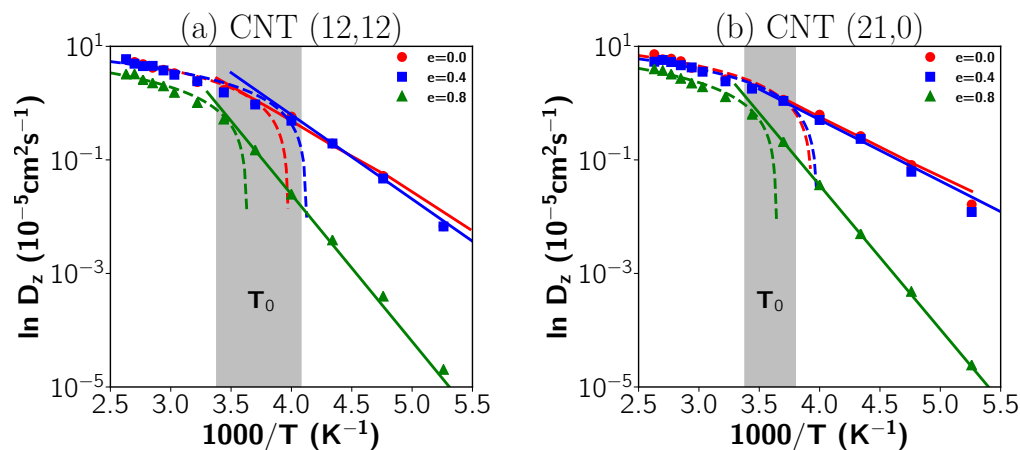 (a) CNT (12,12)
ln D_z (10^{-5}cm^2s^{-1})
10^1
10^{-1}
10^{-3}
10^{-5}
e=0.0
e=0.4
e=0.8
T_0
2.5 3.0 3.5 4.0 4.5 5.0 5.5
1000/T (K^{-1})
(b) CNT (21,0)
ln D_z (10^{-5}cm^2s^{-1})
10^1
10^{-1}
10^{-3}
10^{-5}
e=0.0
e=0.4
e=0.8
T_0
2.5 3.0 3.5 4.0 4.5 5.0 5.5
1000/T (K^{-1})